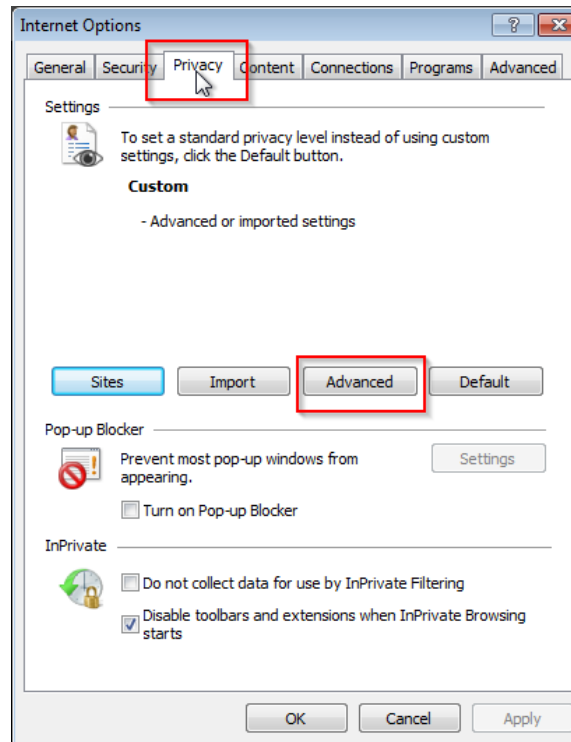 Internet Options
General Security Privacy Content Connections Programs Advanced
Settings
To set a standard privacy level instead of using custom
settings, click the Default button.
Custom
- Advanced or imported settings
Sites Import Advanced Default
Pop-up Blocker
Prevent most pop-up windows from
appearing.
Settings
Turn on Pop-up Blocker
InPrivate
Do not collect data for use by InPrivate Filtering
Disable toolbars and extensions when InPrivate Browsing
starts
OK Cancel Apply